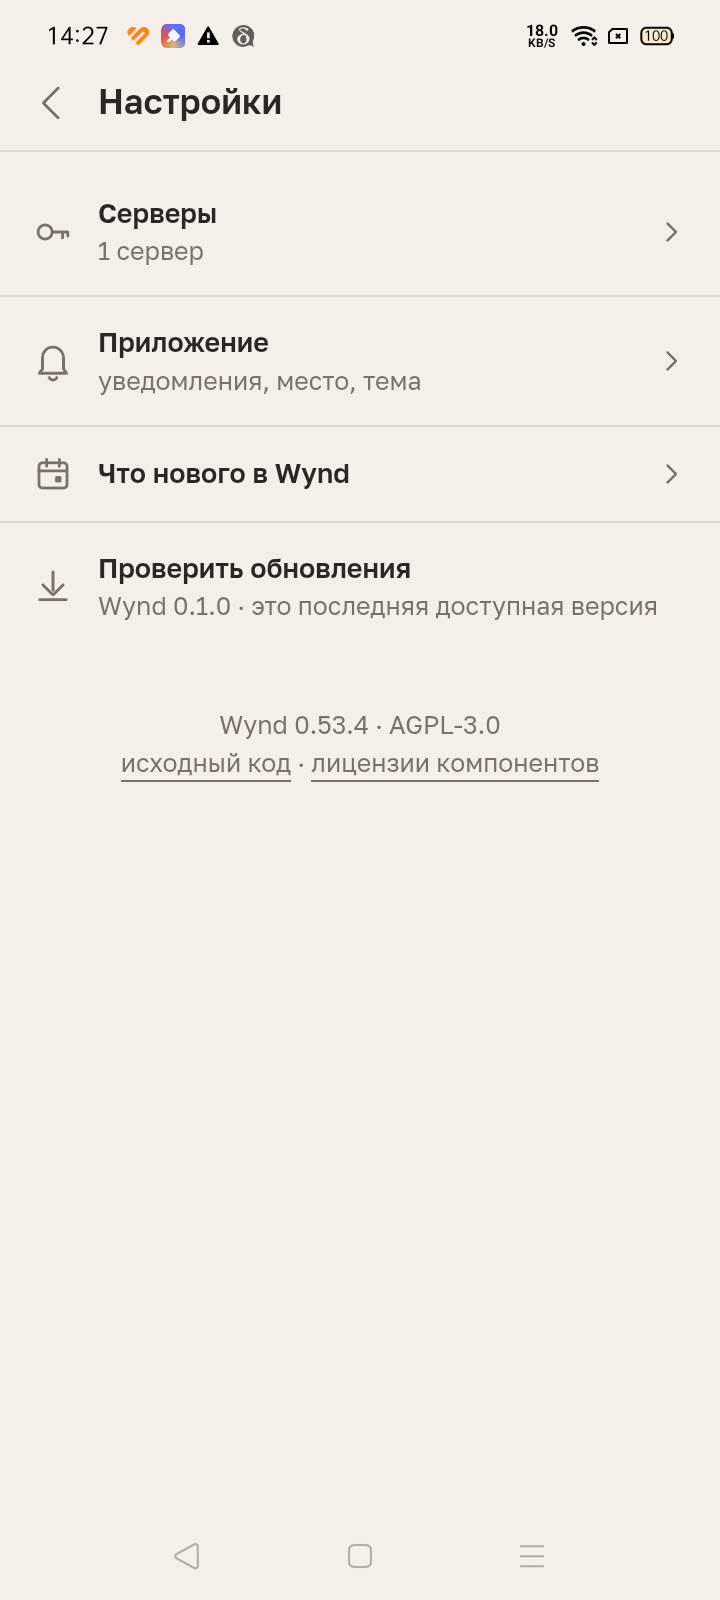 14:27
18.0
KB/S
100
Настройки
Серверы
1 сервер
Приложение
уведомления, место, тема
Что нового в Wynd
Проверить обновления
Wynd 0.1.0 · это последняя доступная версия
Wynd 0.53.4 · AGPL-3.0
исходный код · лицензии компонентов